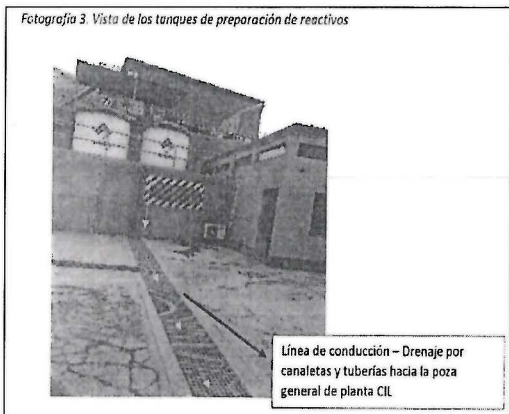 Fotografía 3. Vista de los tanques de preparación de reactivos
Línea de conducción – Drenaje por
canaletas y tuberías hacia la poza
general de planta CIL